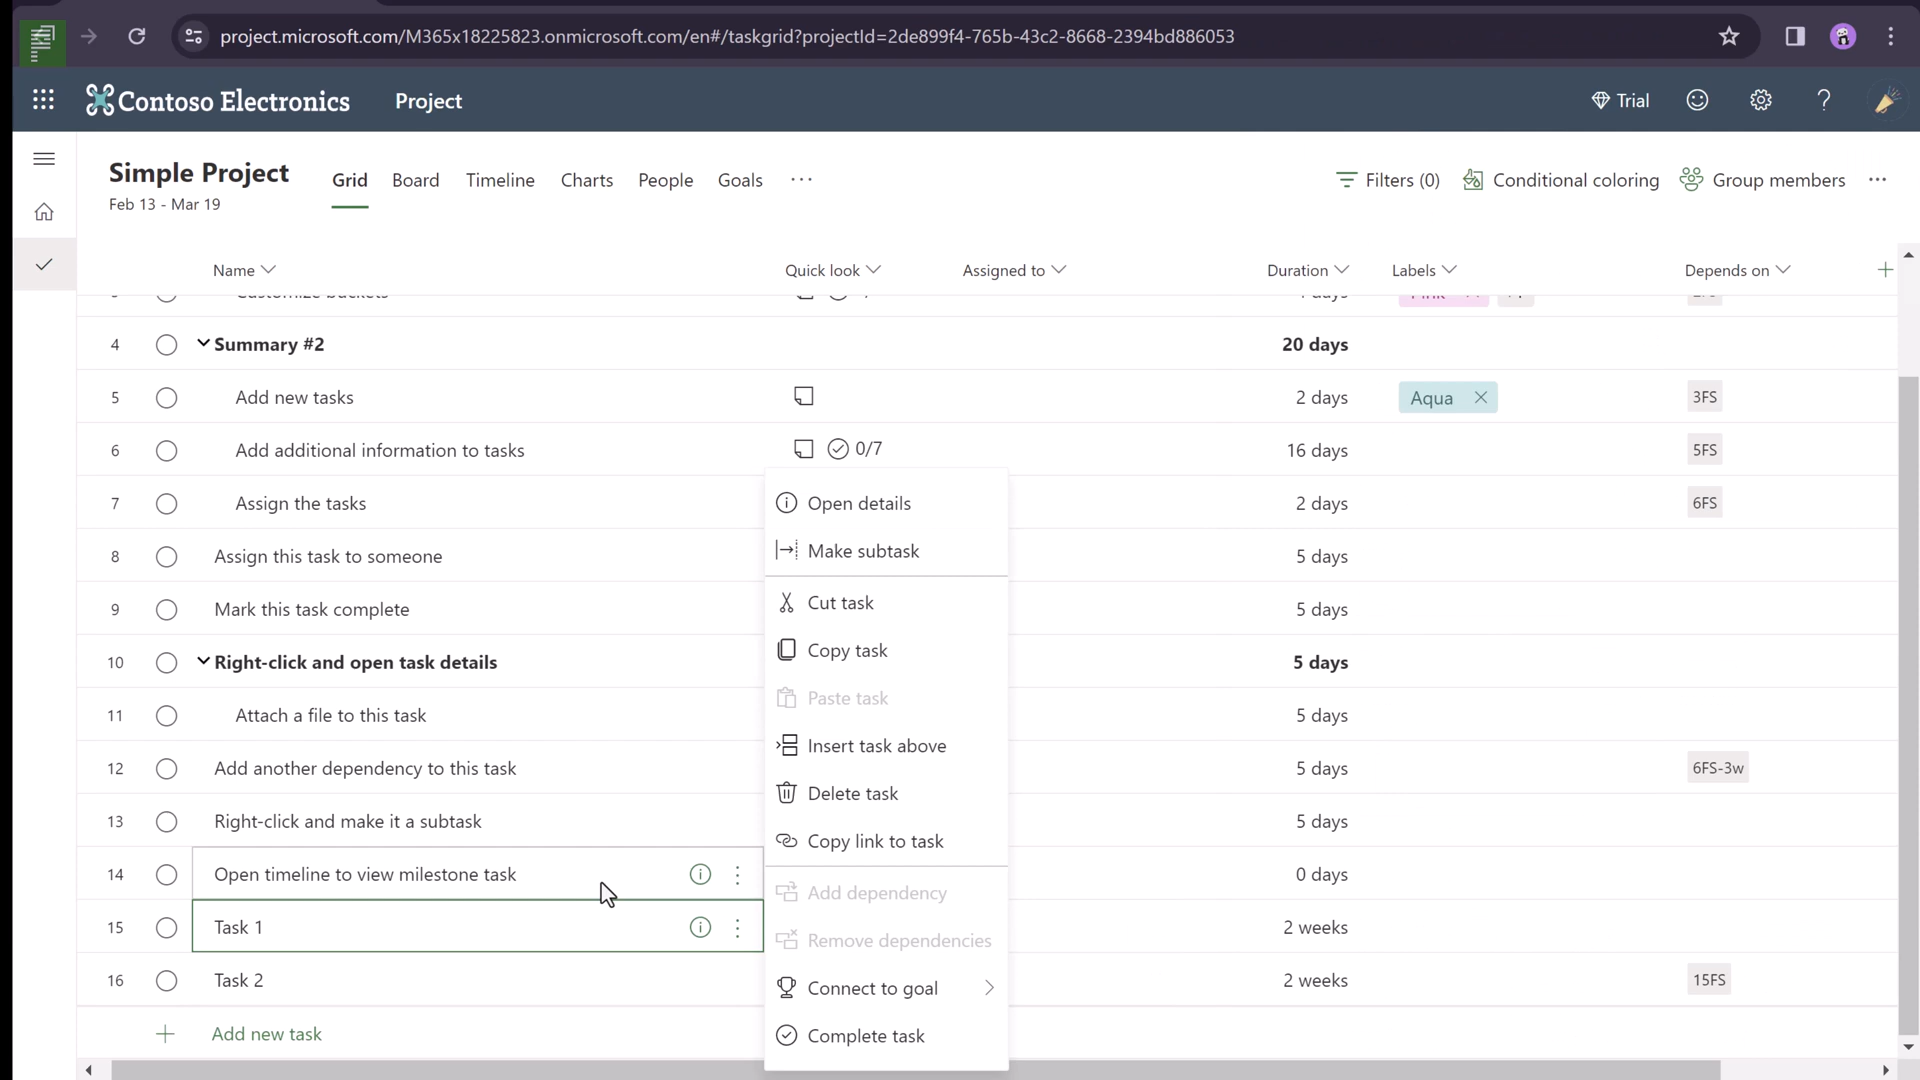 project.microsoft.com/M365x18225823.onmicrosoft.com/en#/taskgrid?projectId=2de899f4-765b-43c2-8668-2394bd886053
Contoso Electronics Project Trial ?
Simple Project
Feb 13 - Mar 19
Grid Board Timeline Charts People Goals ··· Filters (0) Conditional coloring Group members ···
Name Quick look Assigned to Duration Labels Depends on
Customize buckets
4 Summary #2 20 days
5 Add new tasks 2 days Aqua 3FS
6 Add additional information to tasks 0/7 16 days 5FS
7 Assign the tasks 2 days 6FS
8 Assign this task to someone 5 days
9 Mark this task complete 5 days
10 Right-click and open task details 5 days
11 Attach a file to this task 5 days
12 Add another dependency to this task 5 days 6FS-3w
13 Right-click and make it a subtask 5 days
14 Open timeline to view milestone task 0 days
15 Task 1 2 weeks
16 Task 2 2 weeks 15FS
Add new task
Open details
Make subtask
Cut task
Copy task
Paste task
Insert task above
Delete task
Copy link to task
Add dependency
Remove dependencies
Connect to goal
Complete task